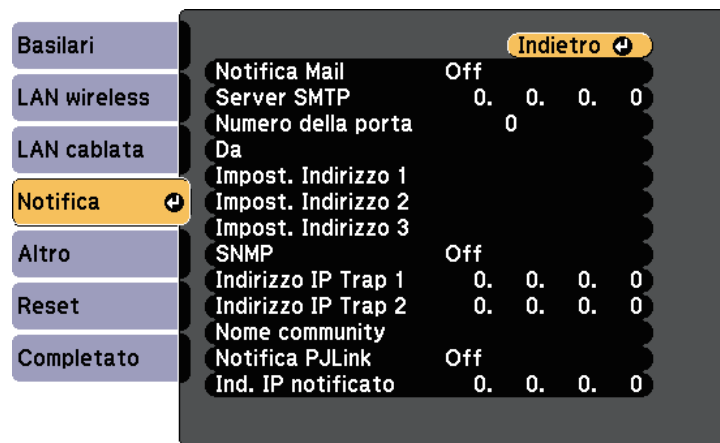 Basilari
LAN wireless
LAN cablata
Notifica
Altro
Reset
Completato
Indietro
Notifica Mail Off
Server SMTP 0. 0. 0. 0
Numero della porta 0
Da
Impost. Indirizzo 1
Impost. Indirizzo 2
Impost. Indirizzo 3
SNMP Off
Indirizzo IP Trap 1 0. 0. 0. 0
Indirizzo IP Trap 2 0. 0. 0. 0
Nome community
Notifica PJLink Off
Ind. IP notificato 0. 0. 0. 0